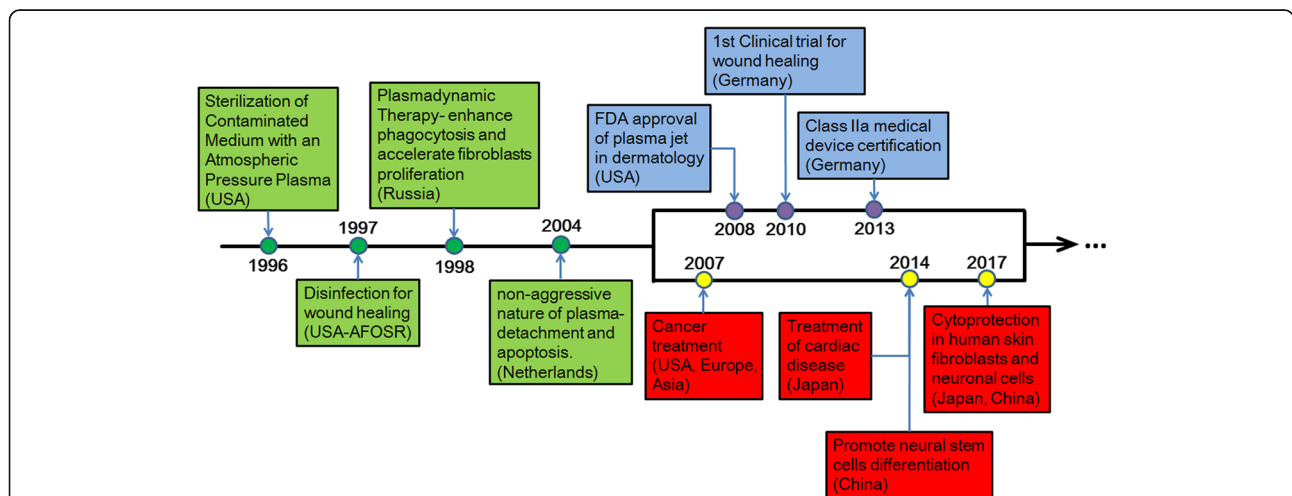 1st Clinical trial for
wound healing
(Germany)
Sterilization of
Contaminated
Medium with an
Atmospheric
Pressure Plasma
(USA)
Plasmadynamic
Therapy- enhance
phagocytosis and
accelerate fibroblasts
proliferation
(Russia)
FDA approval
of plasma jet
in dermatology
(USA)
Class IIa medical
device certification
(Germany)
2008
2010
2013
1996
1997
1998
2004
...
2007
2014
2017
Disinfection for
wound healing
(USA-AFOSR)
non-aggressive
nature of plasma-
detachment and
apoptosis.
(Netherlands)
Cancer
treatment
(USA, Europe,
Asia)
Treatment
of cardiac
disease
(Japan)
Cytoprotection
in human skin
fibroblasts and
neuronal cells
(Japan, China)
Promote neural stem
cells differentiation
(China)